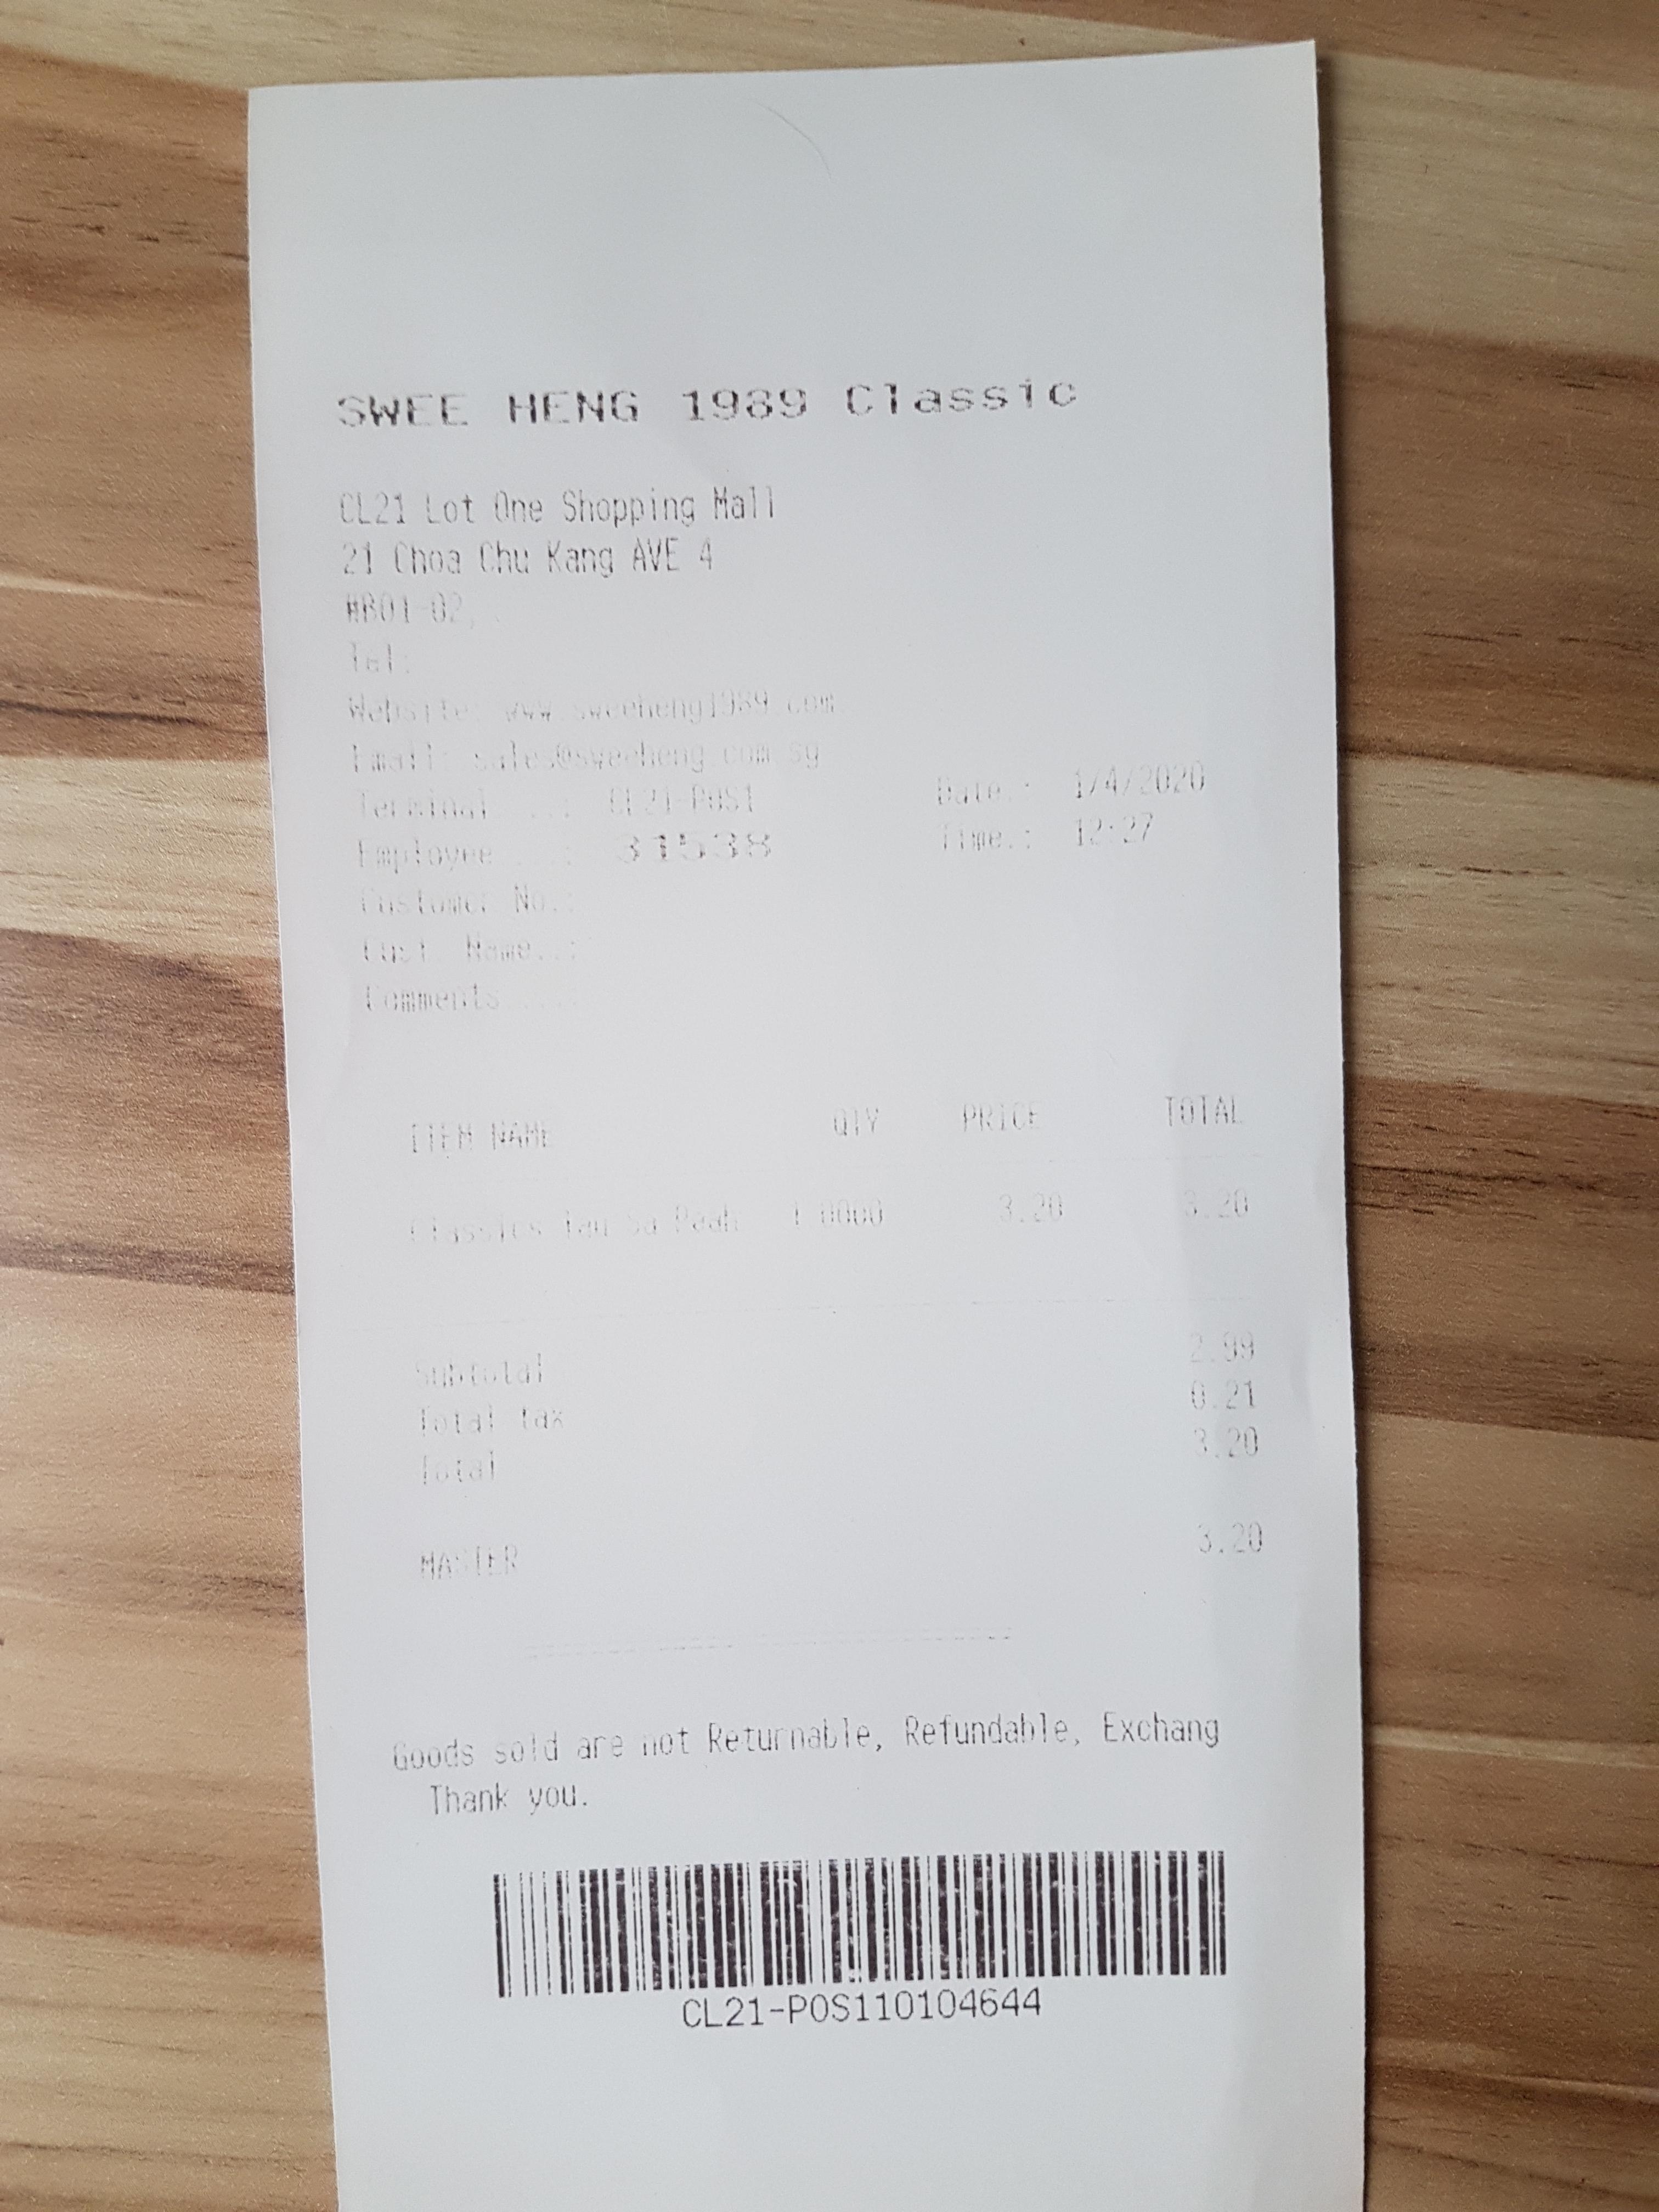 SWEE HENG 1989 Classic
CL21 Lot One Shopping Mall
21 Choa Chu Kang AVE 4
#B01-02,
Tel:
Website: www.sweeheng1989.com
Email: sales@sweeheng.com.sg
Terminal ...: CL21-POS1 Date.: 1/4/2020
Employee ...: 31538 Time.: 12:27
Customer No.:
Cust. Name..:
Comments....:
ITEM NAME QTY PRICE TOTAL
Classics Tau Sa Peah 1.0000 3.20 3.20
Subtotal 2.99
Total tax 0.21
Total 3.20
MASTER 3.20
Goods sold are not Returnable, Refundable, Exchang
Thank you.
CL21-POS110104644